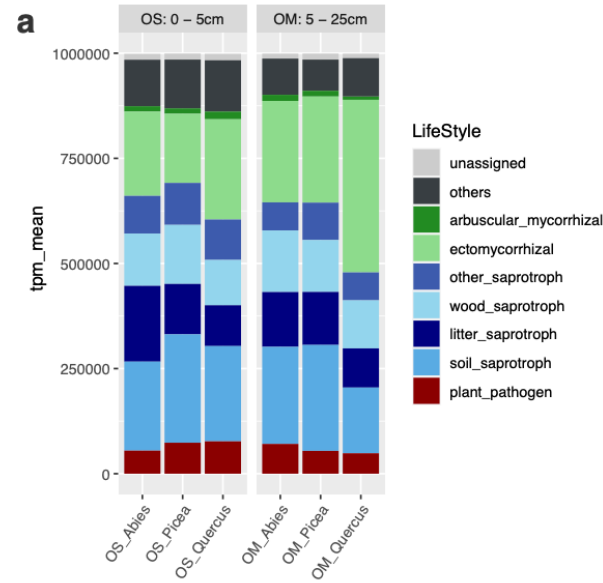 a
OS: 0 – 5cm
OM: 5 – 25cm
1000000
750000
500000
250000
0
tpm_mean
OS_Abies
OS_Picea
OS_Quercus
OM_Abies
OM_Picea
OM_Quercus
LifeStyle
unassigned
others
arbuscular_mycorrhizal
ectomycorrhizal
other_saprotroph
wood_saprotroph
litter_saprotroph
soil_saprotroph
plant_pathogen